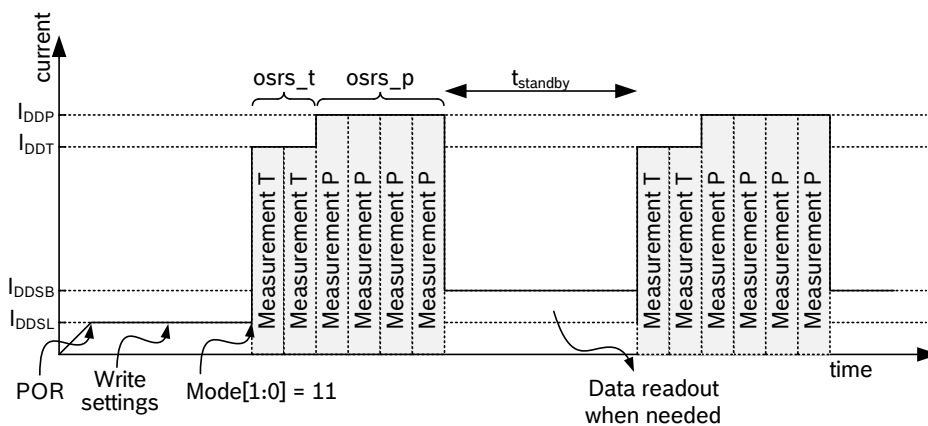 current
osrs_t
osrs_p
tstandby
IDDP
IDDT
Measurement T
Measurement T
Measurement P
Measurement P
Measurement P
Measurement P
Measurement T
Measurement T
Measurement P
Measurement P
Measurement P
Measurement P
IDDSB
IDDSL
time
POR
Write
settings
Mode[1:0] = 11
Data readout
when needed